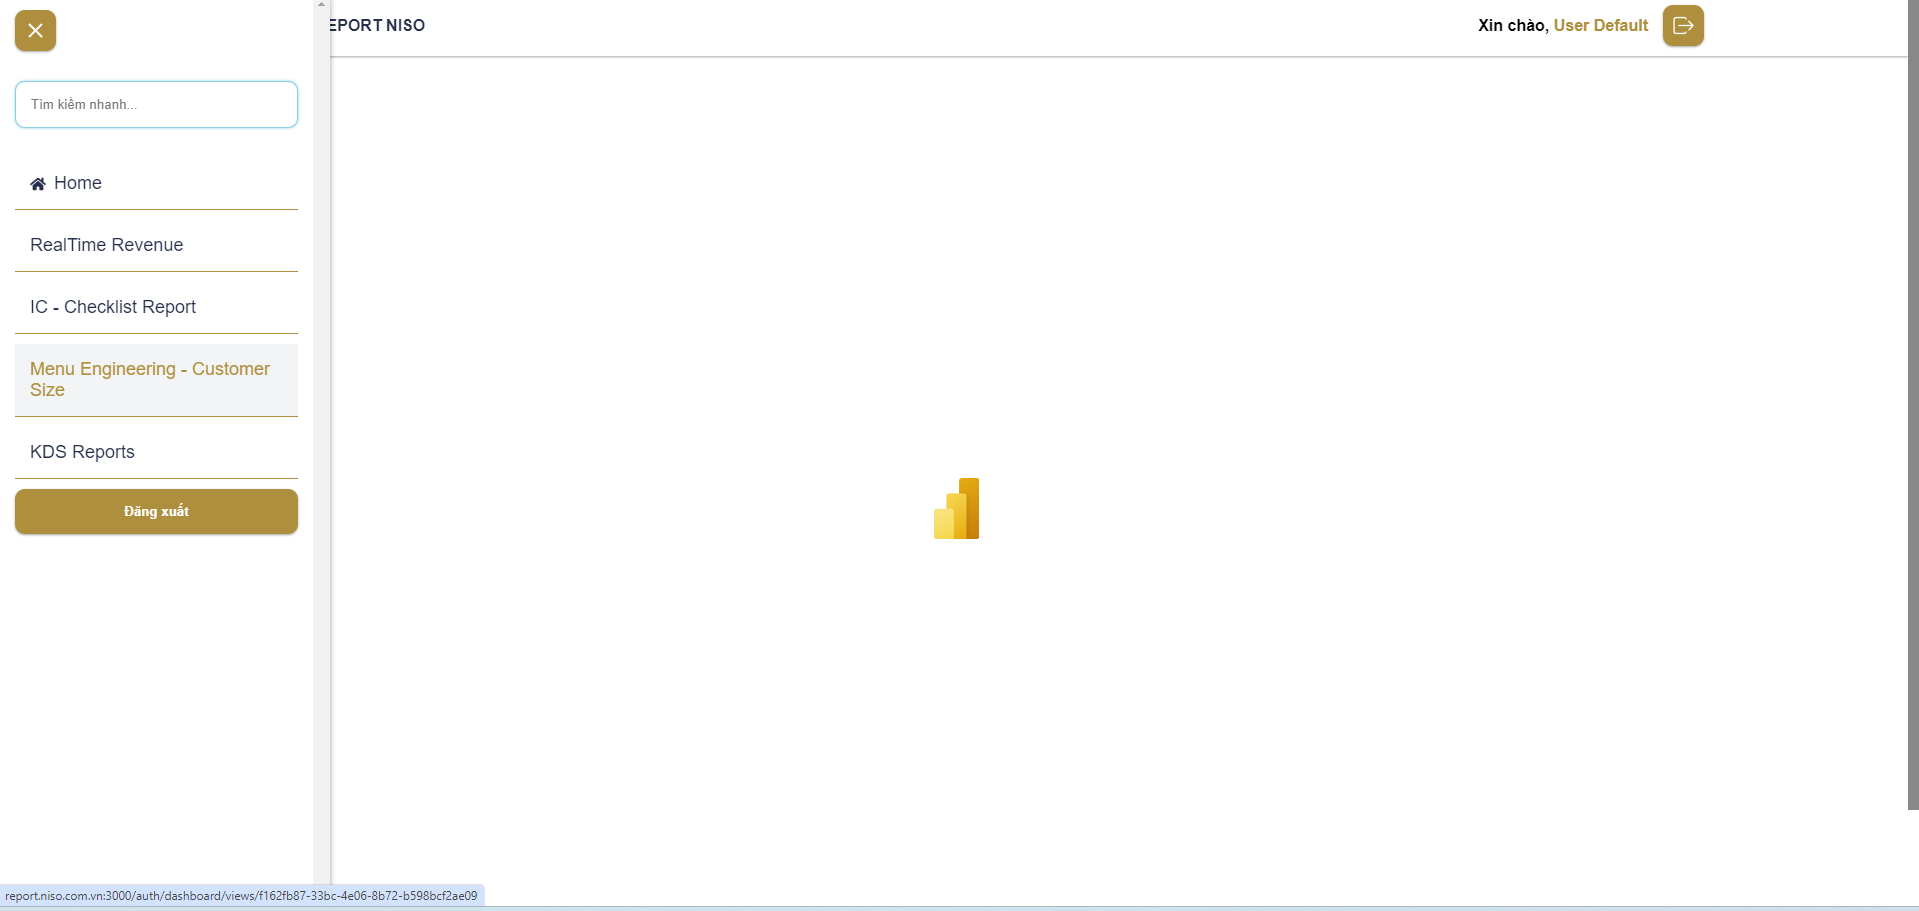 EPORT NISO
Xin chào, User Default
Tìm kiếm nhanh...
Home
RealTime Revenue
IC - Checklist Report
Menu Engineering - Customer
Size
KDS Reports
Đăng xuất
report.niso.com.vn:3000/auth/dashboard/views/f162fb87-33bc-4e06-8b72-b598bcf2ae09